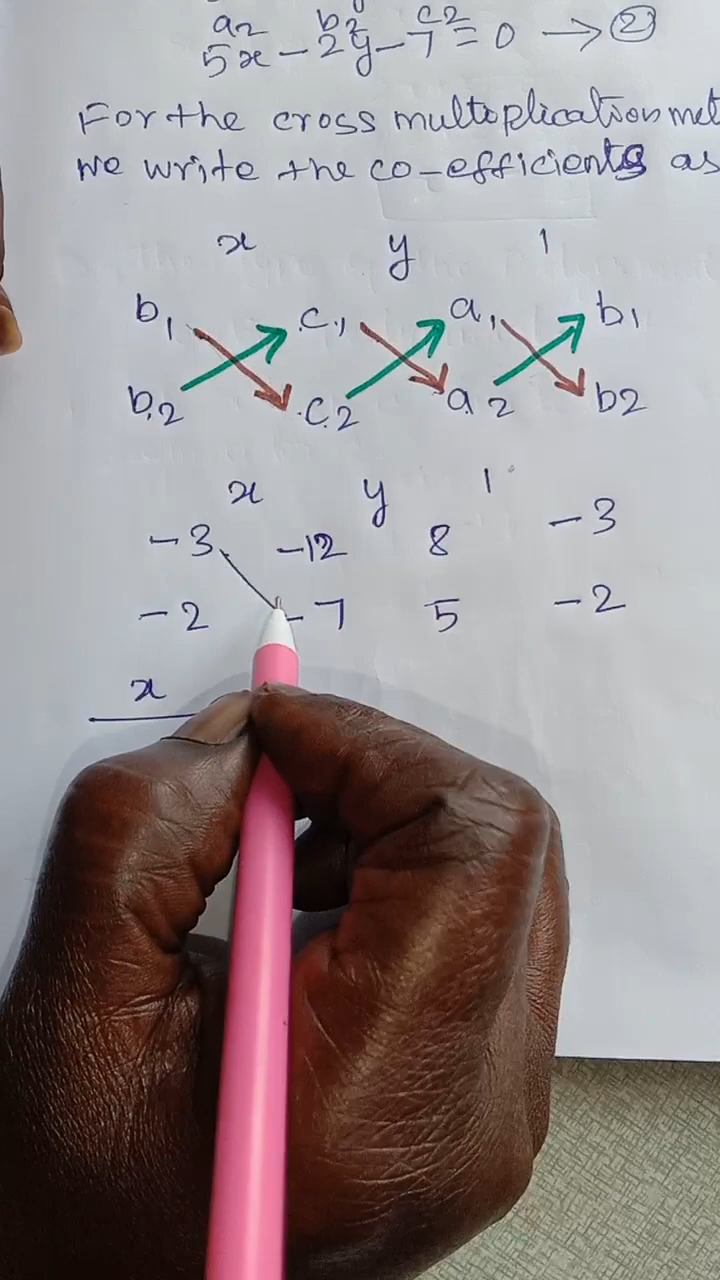 a2 b2 c2
5x - 2y - 7 = 0 → ②
For the cross multiplication met
we write the co-efficients as
x y 1
b1 c1 a1 b1
b2 c2 a2 b2
x y 1
-3 -12 8 -3
-2 -7 5 -2
x